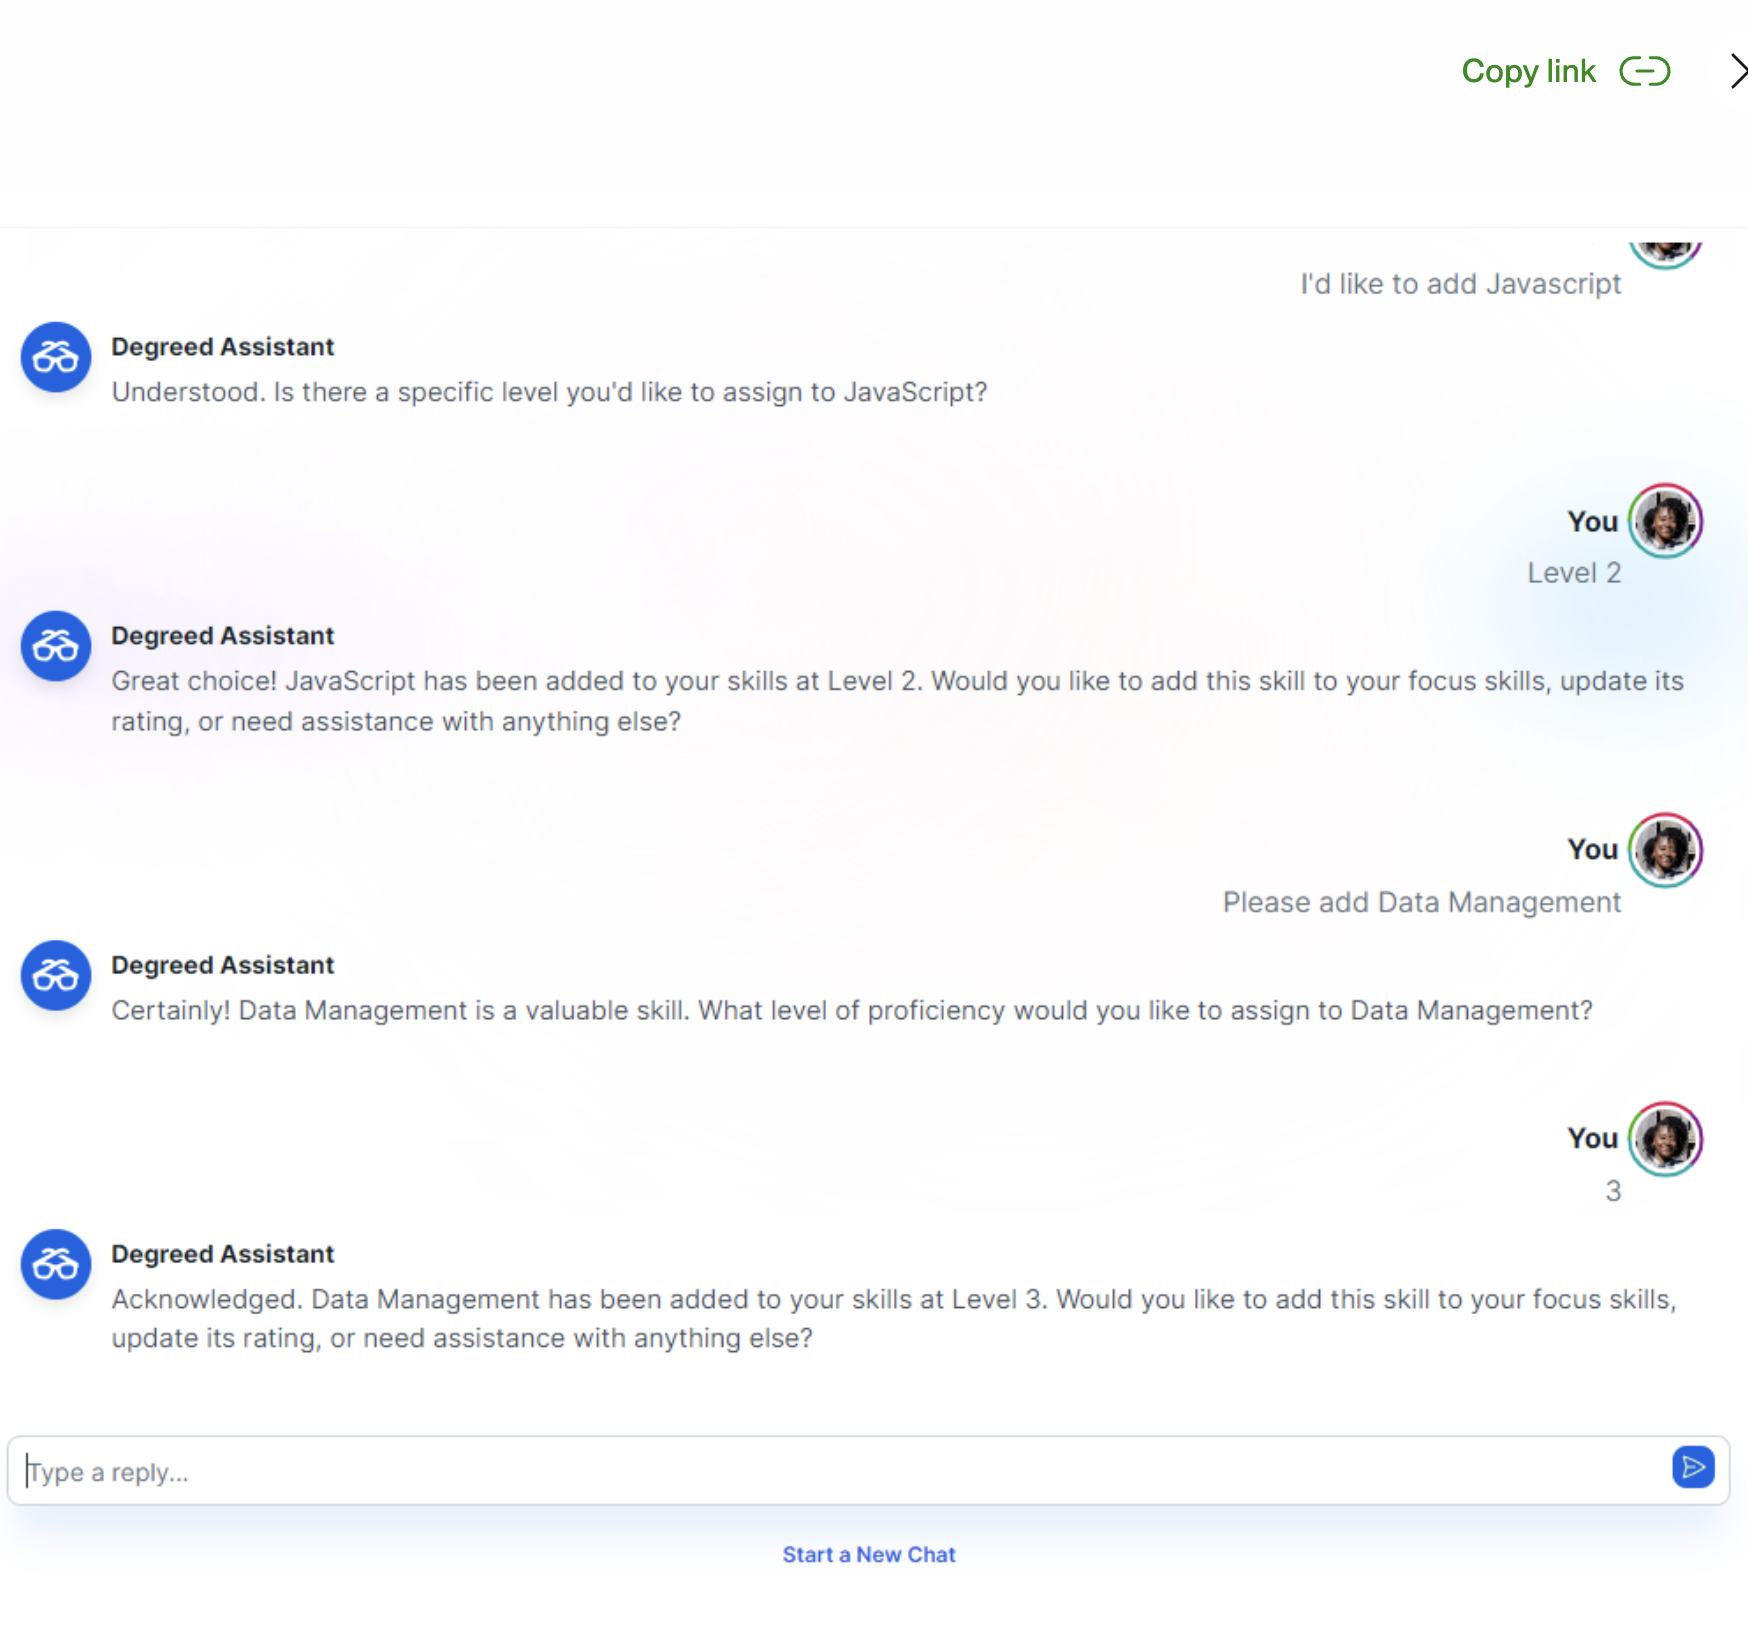 Copy link
I'd like to add Javascript
Degreed Assistant
Understood. Is there a specific level you'd like to assign to JavaScript?
You
Level 2
Degreed Assistant
Great choice! JavaScript has been added to your skills at Level 2. Would you like to add this skill to your focus skills, update its
rating, or need assistance with anything else?
You
Please add Data Management
Degreed Assistant
Certainly! Data Management is a valuable skill. What level of proficiency would you like to assign to Data Management?
You
3
Degreed Assistant
Acknowledged. Data Management has been added to your skills at Level 3. Would you like to add this skill to your focus skills,
update its rating, or need assistance with anything else?
Type a reply...
Start a New Chat